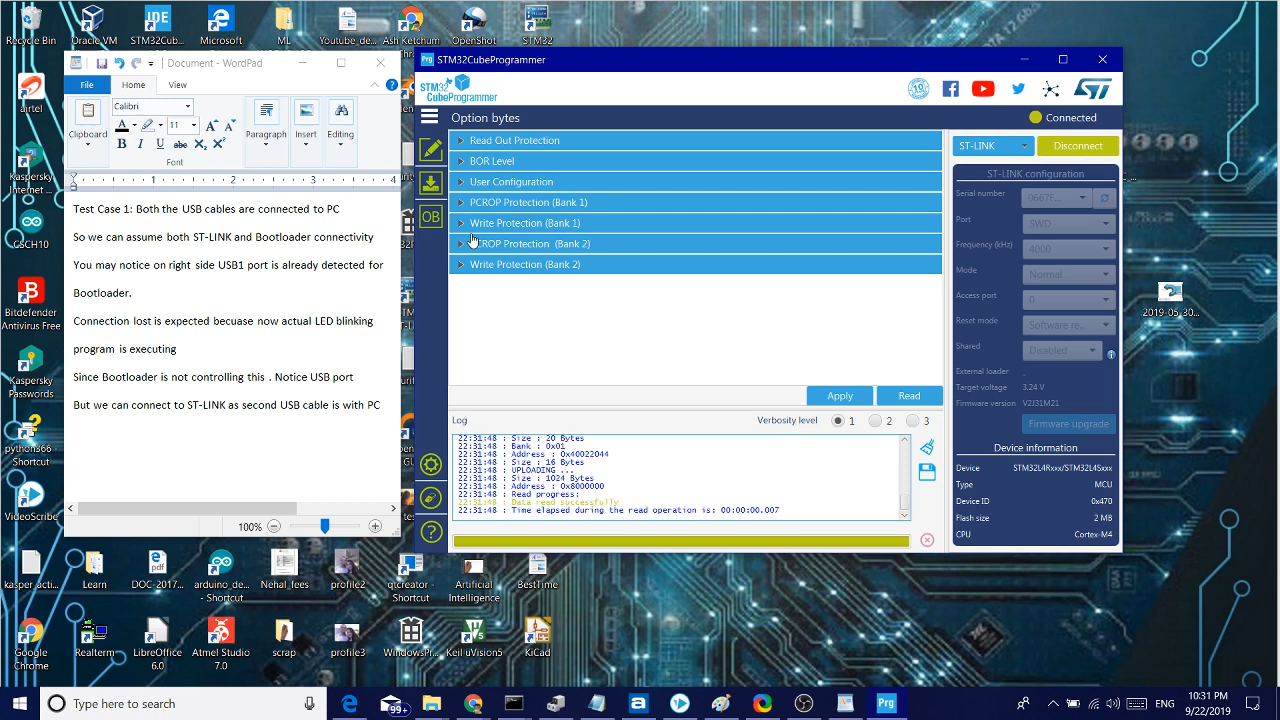 Recycle Bin
Oracle VM
STM32Cub...
Microsoft
ML
Youtube_de...
Ash Ketchum
OpenShot
STM32
airtel
Kaspersky
Internet ...
GSCH10
Bitdefender
Antivirus Free
Kaspersky
Passwords
python366
Shortcut
VideoScribe
Document - WordPad
File
Home
View
Clipboard
Calibri
11
Font
Paragraph
Insert
Editing
1
2
3
4
Test Case 1: Both the USB cables are connected to PC
So we can assume both ST-LINK and Bootloader connectivity
You may notice on right side USB1 port is already detected for
Bootloader.
Connection lost is expected becuase now actual LED blinking
program is executing
Since Bootloader is not controlling this . Notice USB port
But we can connect to ST-LINK as second cable is with PC
100%
Prg STM32CubeProgrammer
STM32
CubeProgrammer
Option bytes
Connected
OB
Read Out Protection
BOR Level
User Configuration
PCROP Protection (Bank 1)
Write Protection (Bank 1)
PCROP Protection (Bank 2)
Write Protection (Bank 2)
Apply
Read
Log
Verbosity level
1
2
3
22:31:48 : Size : 20 Bytes
22:31:48 : Bank : 0x01
22:31:48 : Address : 0x40022044
22:31:48 : Size : 16 Bytes
22:31:48 : UPLOADING ...
22:31:48 : Size : 1024 Bytes
22:31:48 : Address : 0x8000000
22:31:48 : Read progress:
22:31:48 : Data read successfully
22:31:48 : Time elapsed during the read operation is: 00:00:00.007
ST-LINK
Disconnect
ST-LINK configuration
Serial number 0667F...
Port SWD
Frequency (kHz) 4000
Mode Normal
Access port 0
Reset mode Software re...
Shared Disabled
External loader _
Target voltage 3.24 V
Firmware version V2J31M21
Firmware upgrade
Device information
Device STM32L4Rxxx/STM32L4Sxxx
Type MCU
Device ID 0x470
Flash size 2 MB
CPU Cortex-M4
2019-05-30...
kasper_acti...
Learn
DOC-2017...
arduino_de...
- Shortcut
Nehal_fees
profile2
qtcreator -
Shortcut
Artificial
Intelligence
BestTime
Google
Chrome
Realterm
LibreOffice
6.0
Atmel Studio
7.0
scrap
profile3
WindowsPr...
Keil uVision5
KiCad
Type here to search
99+
Prg
ENG
10:31 PM
9/22/2019